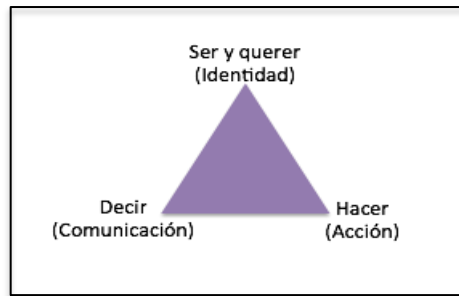 Ser y querer
(Identidad)
Decir
(Comunicación)
Hacer
(Acción)